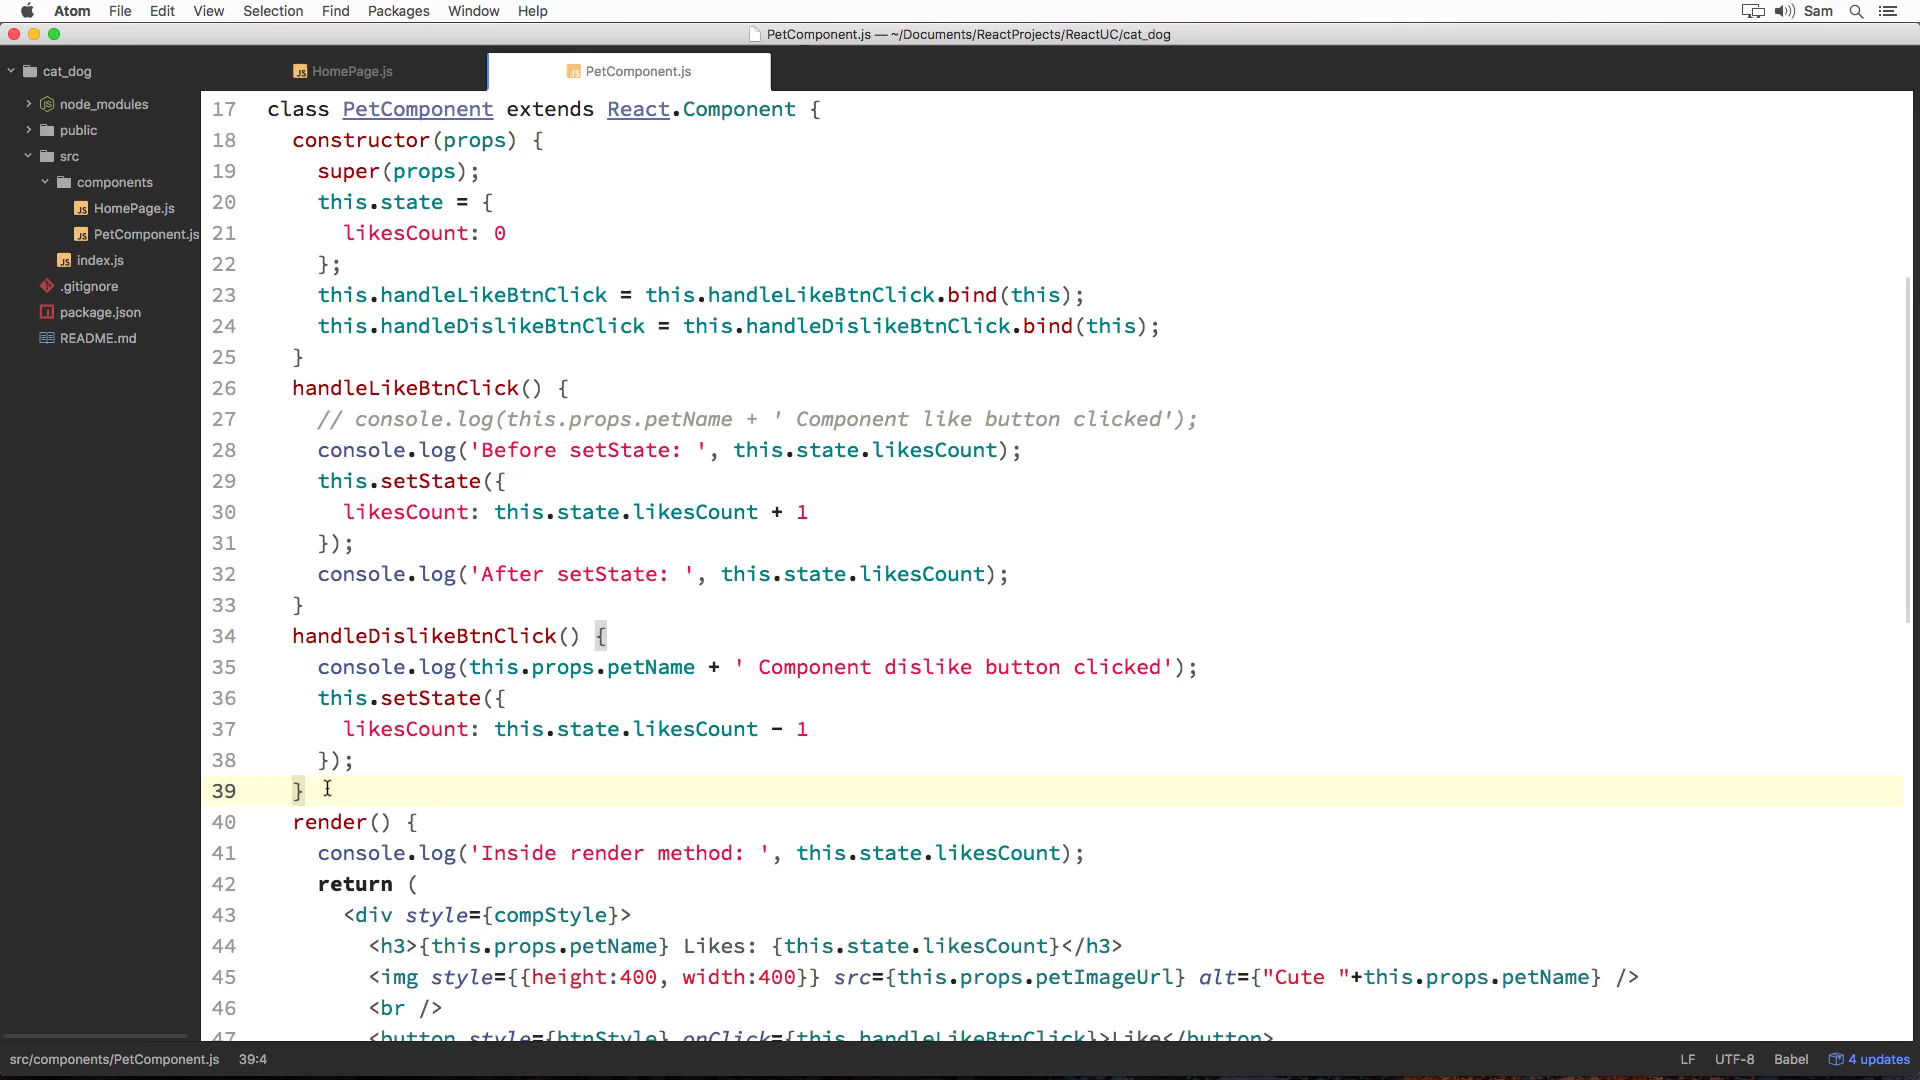 Atom File Edit View Selection Find Packages Window Help Sam
PetComponent.js — ~/Documents/ReactProjects/ReactUC/cat_dog
cat_dog
node_modules
public
src
components
HomePage.js
PetComponent.js
index.js
.gitignore
package.json
README.md
HomePage.js PetComponent.js
17 class PetComponent extends React.Component {
18 constructor(props) {
19 super(props);
20 this.state = {
21 likesCount: 0
22 };
23 this.handleLikeBtnClick = this.handleLikeBtnClick.bind(this);
24 this.handleDislikeBtnClick = this.handleDislikeBtnClick.bind(this);
25 }
26 handleLikeBtnClick() {
27 // console.log(this.props.petName + ' Component like button clicked');
28 console.log('Before setState: ', this.state.likesCount);
29 this.setState({
30 likesCount: this.state.likesCount + 1
31 });
32 console.log('After setState: ', this.state.likesCount);
33 }
34 handleDislikeBtnClick() {
35 console.log(this.props.petName + ' Component dislike button clicked');
36 this.setState({
37 likesCount: this.state.likesCount - 1
38 });
39 }
40 render() {
41 console.log('Inside render method: ', this.state.likesCount);
42 return (
43 <div style={compStyle}>
44 <h3>{this.props.petName} Likes: {this.state.likesCount}</h3>
45 <img style={{height:400, width:400}} src={this.props.petImageUrl} alt={"Cute "+this.props.petName} />
46 <br />
47 <button style={btnStyle} onClick={this.handleLikeBtnClick}>Like</button>
src/components/PetComponent.js 39:4 LF UTF-8 Babel 4 updates